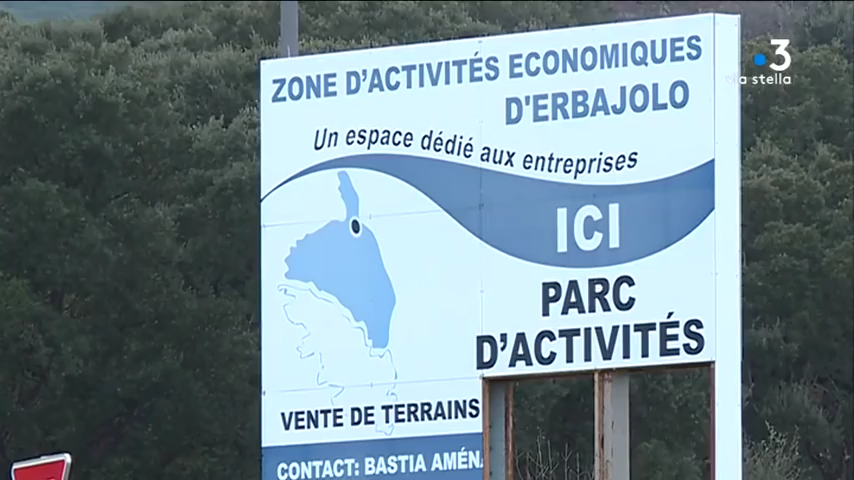 3
via stella
ZONE D'ACTIVITÉS ECONOMIQUES
D'ERBAJOLO
Un espace dédié aux entreprises
ICI
PARC
D'ACTIVITÉS
VENTE DE TERRAINS
CONTACT: BASTIA AMÉN